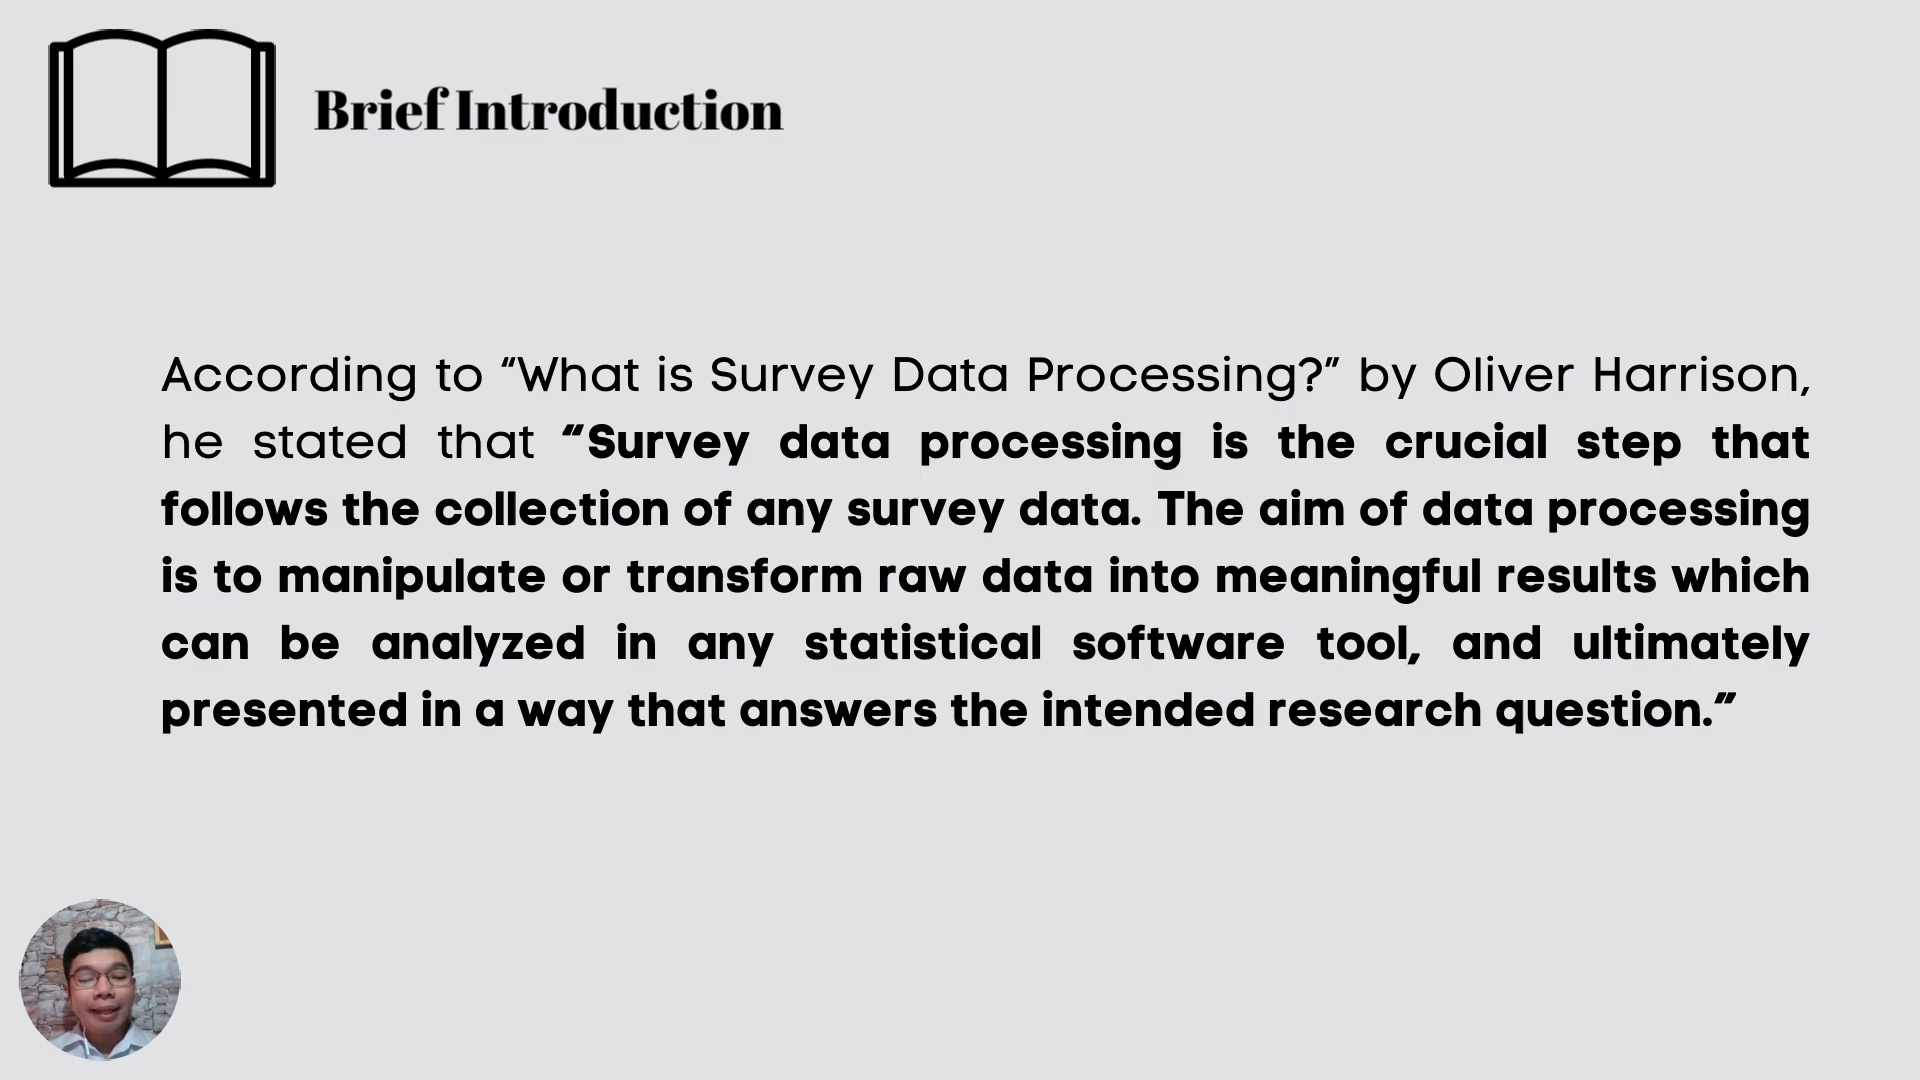 Brief Introduction
According to “What is Survey Data Processing?” by Oliver Harrison,
he stated that “Survey data processing is the crucial step that
follows the collection of any survey data. The aim of data processing
is to manipulate or transform raw data into meaningful results which
can be analyzed in any statistical software tool, and ultimately
presented in a way that answers the intended research question.”